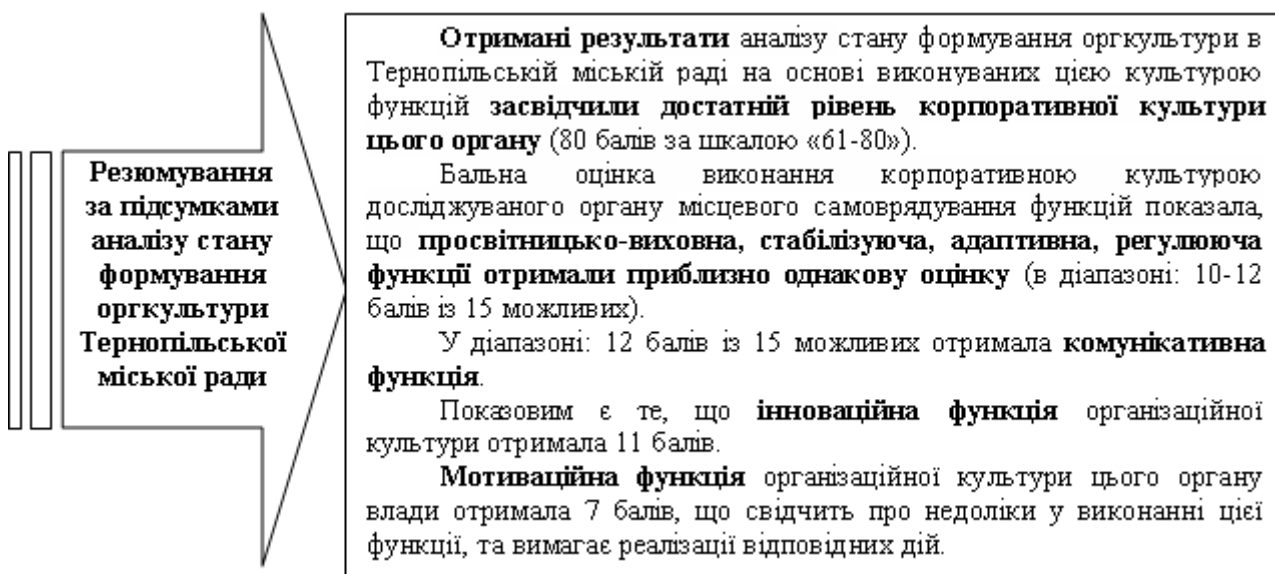 Резюмування
за підсумками
аналізу стану
формування
оргкультури
Тернопільської
міської ради
Отримані результати аналізу стану формування оргкультури в
Тернопільській міській раді на основі виконуваних цією культурою
функцій засвідчили достатній рівень корпоративної культури
цього органу (80 балів за шкалою «61-80»).
Бальна оцінка виконання корпоративною культурою
досліджуваного органу місцевого самоврядування функцій показала,
що просвітницько-виховна, стабілізуюча, адаптивна, регулююча
функції отримали приблизно однакову оцінку (в діапазоні: 10-12
балів із 15 можливих).
У діапазоні: 12 балів із 15 можливих отримала комунікативна
функція.
Показовим є те, що інноваційна функція організаційної
культури отримала 11 балів.
Мотиваційна функція організаційної культури цього органу
влади отримала 7 балів, що свідчить про недоліки у виконанні цієї
функції, та вимагає реалізації відповідних дій.